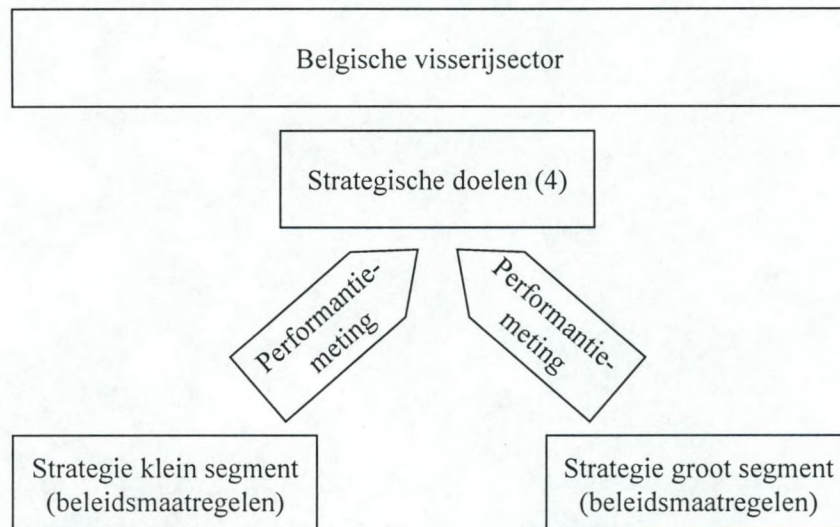 Belgische visserijsector
Strategische doelen (4)
Performantie-
meting
Performantie-
meting
Strategie klein segment
(beleidsmaatregelen)
Strategie groot segment
(beleidsmaatregelen)